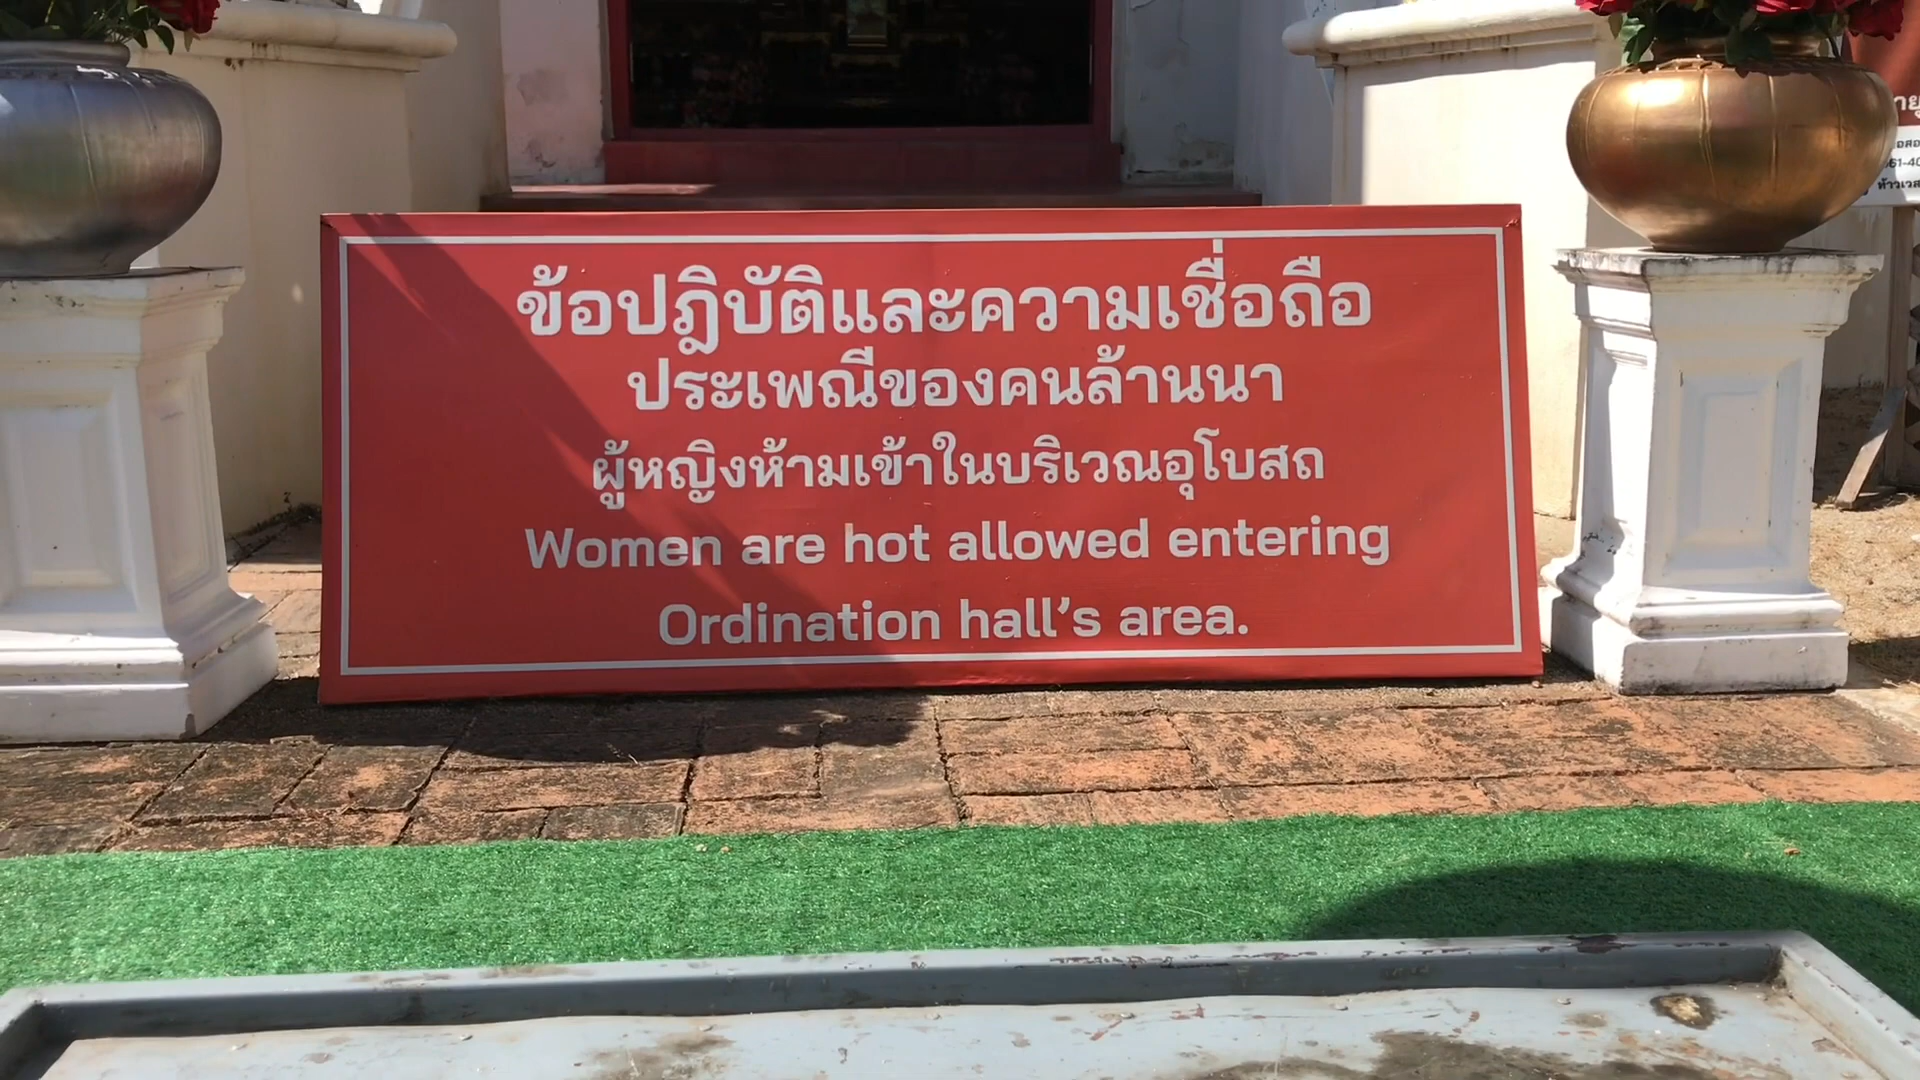 ข้อปฎิบัติและความเชื่อถือ
ประเพณีของคนล้านนา
ผู้หญิงห้ามเข้าในบริเวณอุโบสถ
Women are hot allowed entering
Ordination hall's area.